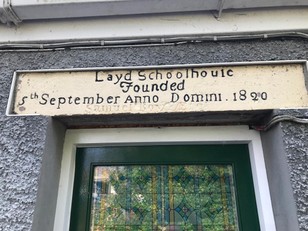 Layd Schoolhouse
Founded
5th September Anno Domini. 1820